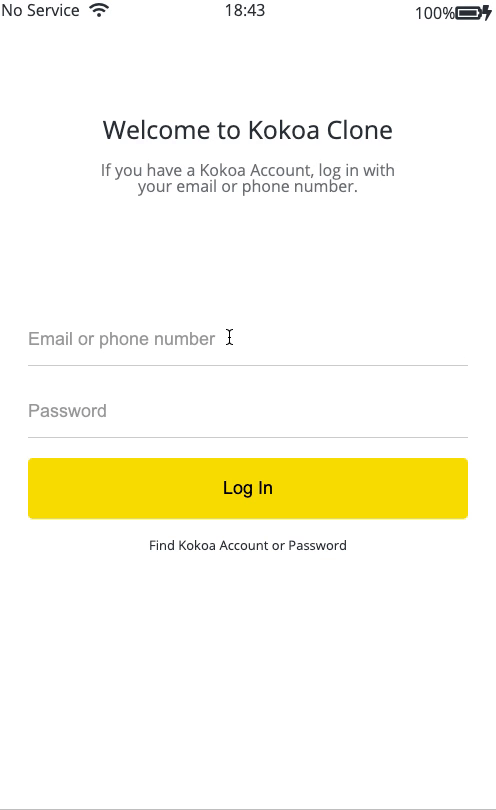 No Service 18:43 100%
Welcome to Kokoa Clone
If you have a Kokoa Account, log in with
your email or phone number.
Email or phone number
Password
Log In
Find Kokoa Account or Password